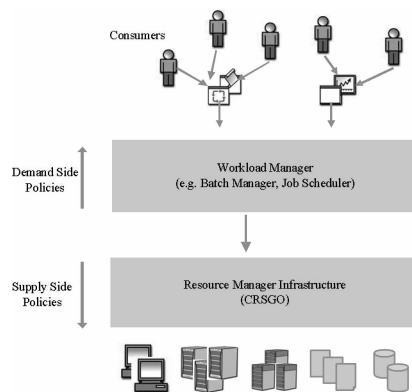 Consumers
Demand Side
Policies
Workload Manager
(e.g. Batch Manager, Job Scheduler)
Supply Side
Policies
Resource Manager Infrastructure
(CRSGO)